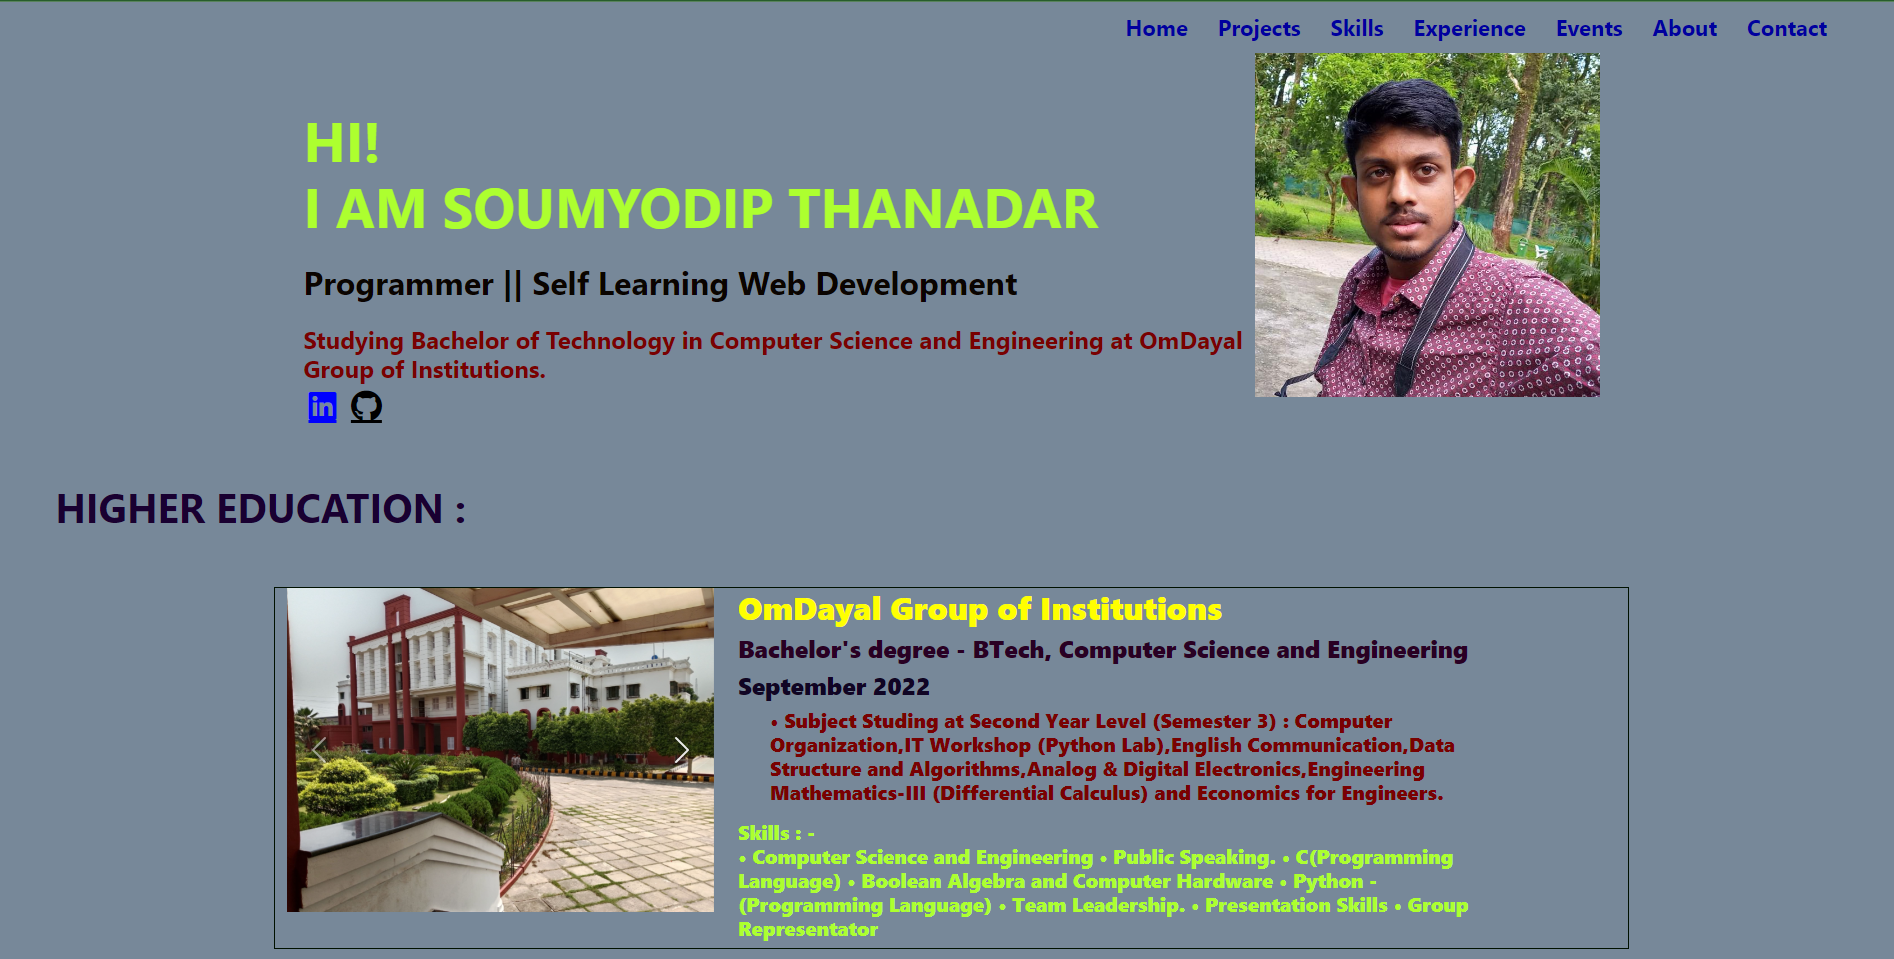 Home Projects Skills Experience Events About Contact
HI!
I AM SOUMYODIP THANADAR
Programmer || Self Learning Web Development
Studying Bachelor of Technology in Computer Science and Engineering at OmDayal
Group of Institutions.
in
HIGHER EDUCATION :
OmDayal Group of Institutions
Bachelor's degree - BTech, Computer Science and Engineering
September 2022
• Subject Studing at Second Year Level (Semester 3) : Computer
Organization,IT Workshop (Python Lab),English Communication,Data
Structure and Algorithms,Analog & Digital Electronics,Engineering
Mathematics-III (Differential Calculus) and Economics for Engineers.
Skills : -
• Computer Science and Engineering • Public Speaking. • C(Programming
Language) • Boolean Algebra and Computer Hardware • Python -
(Programming Language) • Team Leadership. • Presentation Skills • Group
Representator